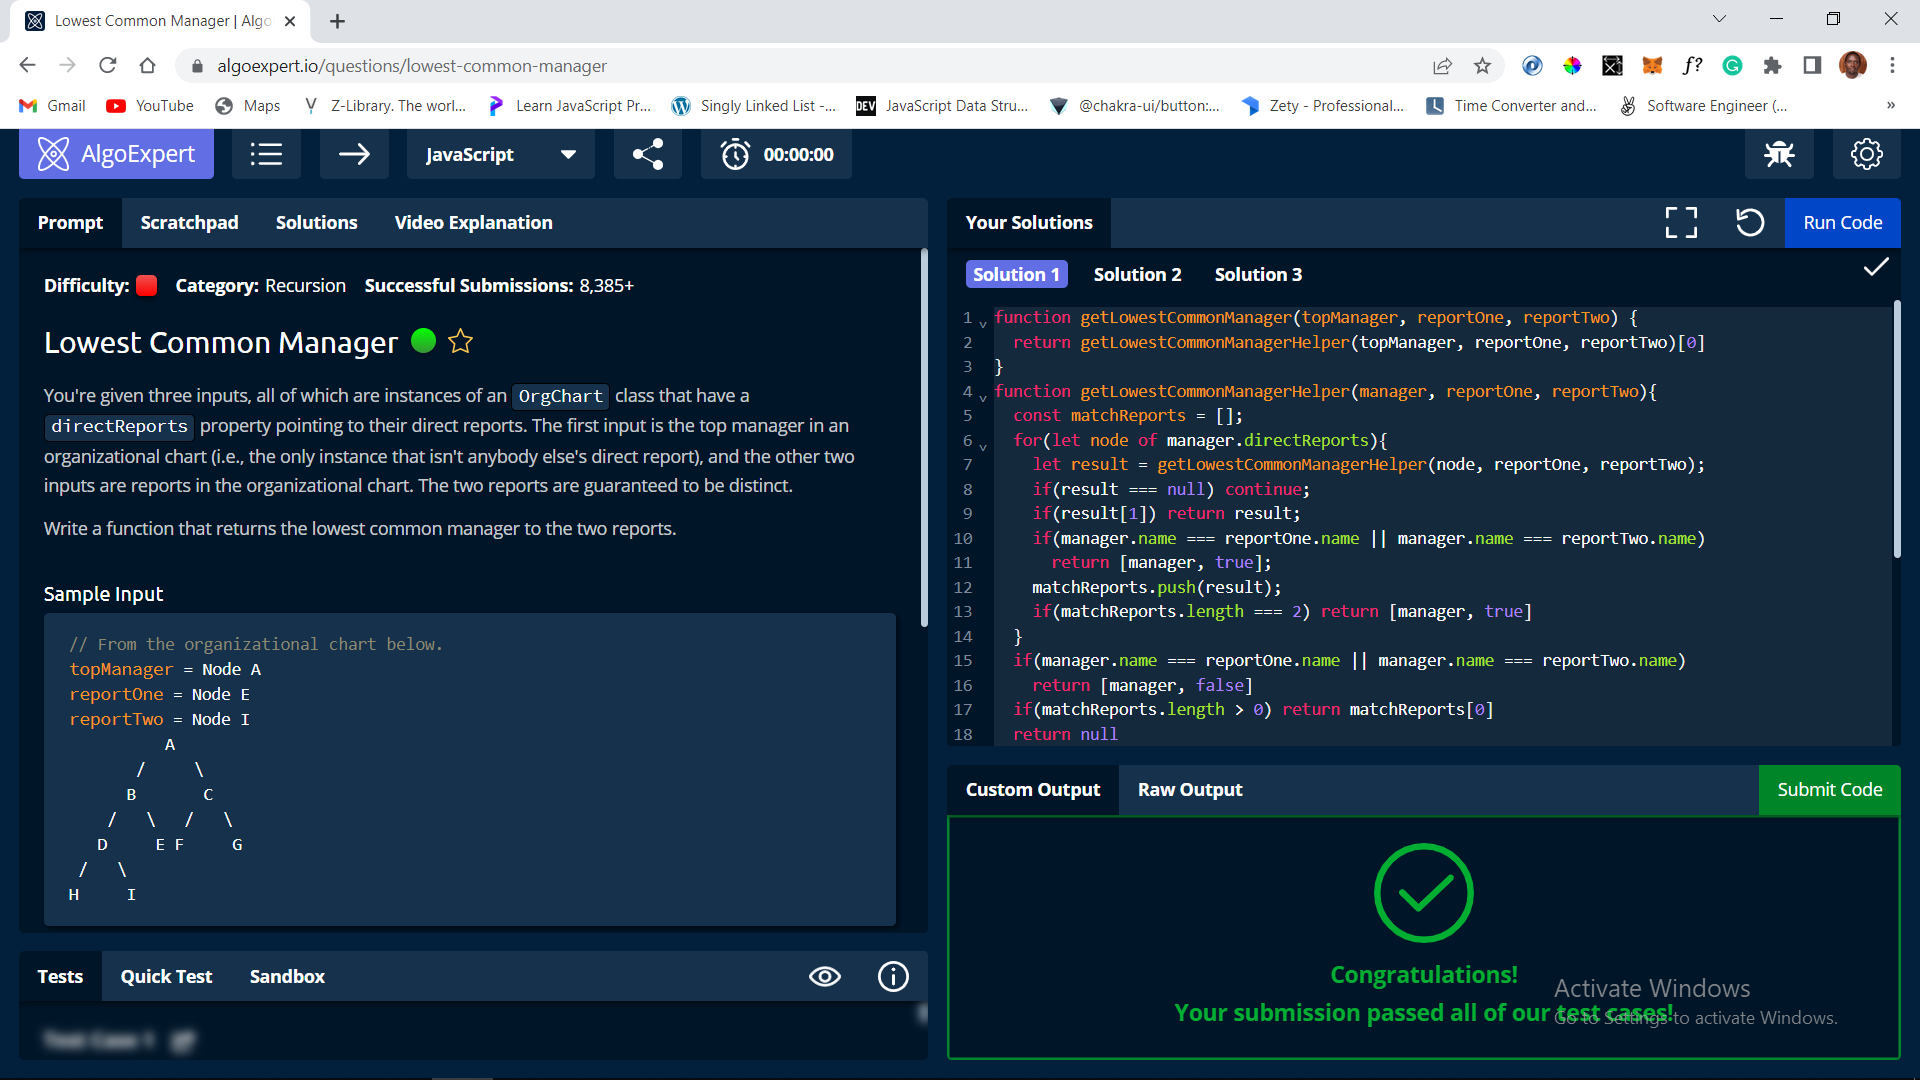 Lowest Common Manager | Algo
algoexpert.io/questions/lowest-common-manager
f?
Gmail
YouTube
Maps
Z-Library. The worl...
Learn JavaScript Pr...
Singly Linked List -...
DEV
JavaScript Data Stru...
@chakra-ui/button:...
Zety - Professional...
Time Converter and...
Software Engineer (...
»
AlgoExpert
JavaScript
00:00:00
Prompt
Scratchpad
Solutions
Video Explanation
Difficulty: Category: Recursion Successful Submissions: 8,385+
Lowest Common Manager
You're given three inputs, all of which are instances of an OrgChart class that have a
directReports property pointing to their direct reports. The first input is the top manager in an
organizational chart (i.e., the only instance that isn't anybody else's direct report), and the other two
inputs are reports in the organizational chart. The two reports are guaranteed to be distinct.
Write a function that returns the lowest common manager to the two reports.
Sample Input
// From the organizational chart below.
topManager = Node A
reportOne = Node E
reportTwo = Node I
A
/ \
B C
/ \ / \
D E F G
/ \
H I
Tests
Quick Test
Sandbox
Test Case 1
Your Solutions
Run Code
Solution 1
Solution 2
Solution 3
1 function getLowestCommonManager(topManager, reportOne, reportTwo) {
2 return getLowestCommonManagerHelper(topManager, reportOne, reportTwo)[0]
3 }
4 function getLowestCommonManagerHelper(manager, reportOne, reportTwo){
5 const matchReports = [];
6 for(let node of manager.directReports){
7 let result = getLowestCommonManagerHelper(node, reportOne, reportTwo);
8 if(result === null) continue;
9 if(result[1]) return result;
10 if(manager.name === reportOne.name || manager.name === reportTwo.name)
11 return [manager, true];
12 matchReports.push(result);
13 if(matchReports.length === 2) return [manager, true]
14 }
15 if(manager.name === reportOne.name || manager.name === reportTwo.name)
16 return [manager, false]
17 if(matchReports.length > 0) return matchReports[0]
18 return null
Custom Output
Raw Output
Submit Code
Congratulations!
Your submission passed all of our test cases!
Activate Windows
Go to Settings to activate Windows.